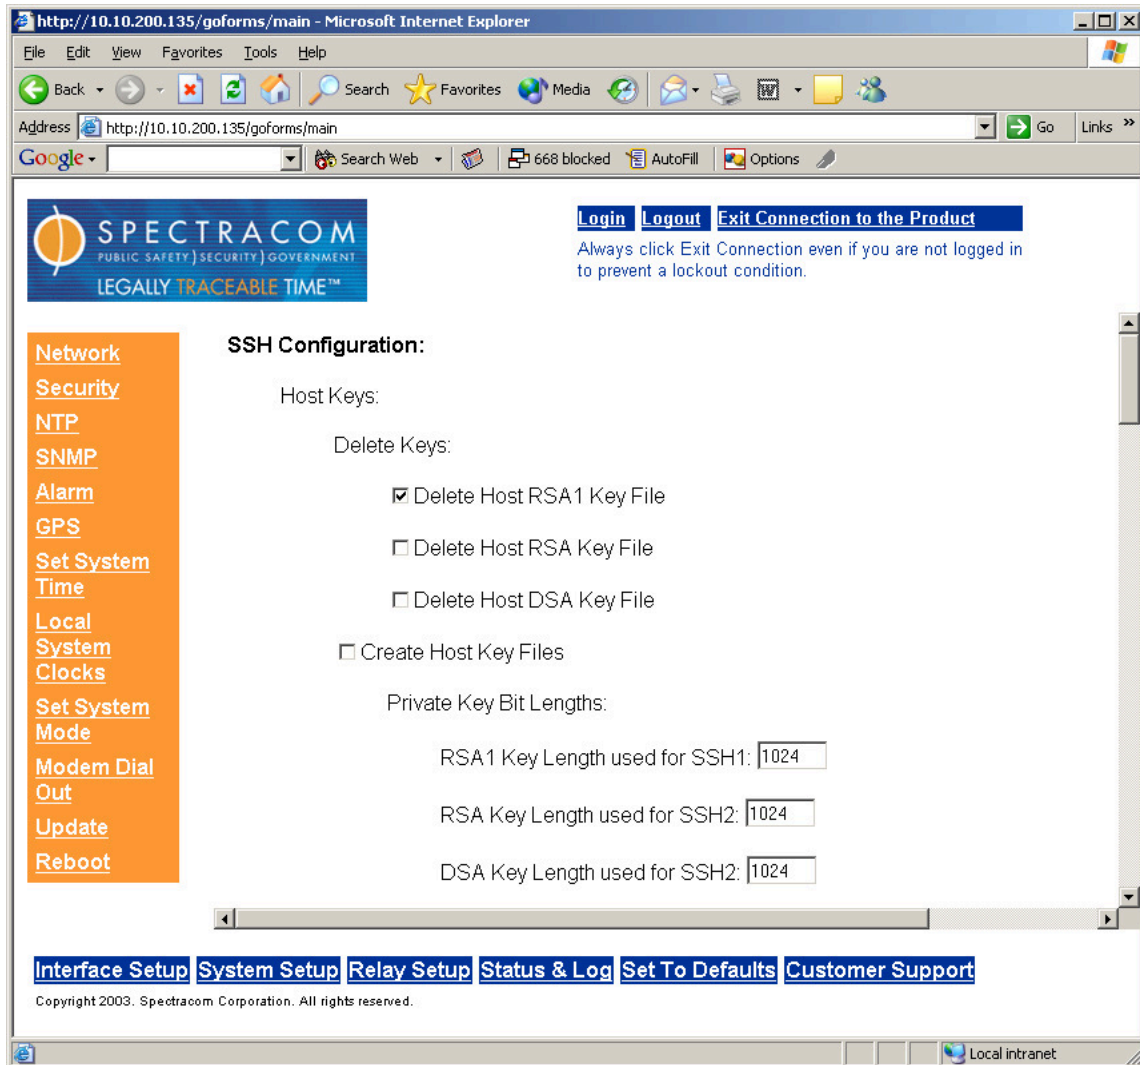 http://10.10.200.135/goforms/main - Microsoft Internet Explorer
File Edit View Favorites Tools Help
Back Search Favorites Media
Address http://10.10.200.135/goforms/main Go Links »
Google Search Web 668 blocked AutoFill Options
SPECTRACOM
PUBLIC SAFETY ) SECURITY ) GOVERNMENT
LEGALLY TRACEABLE TIME™
Login Logout Exit Connection to the Product
Always click Exit Connection even if you are not logged in
to prevent a lockout condition.
Network
Security
NTP
SNMP
Alarm
GPS
Set System
Time
Local
System
Clocks
Set System
Mode
Modem Dial
Out
Update
Reboot
SSH Configuration:
Host Keys:
Delete Keys:
Delete Host RSA1 Key File
Delete Host RSA Key File
Delete Host DSA Key File
Create Host Key Files
Private Key Bit Lengths:
RSA1 Key Length used for SSH1: 1024
RSA Key Length used for SSH2: 1024
DSA Key Length used for SSH2: 1024
Interface Setup System Setup Relay Setup Status & Log Set To Defaults Customer Support
Copyright 2003. Spectracom Corporation. All rights reserved.
Local intranet